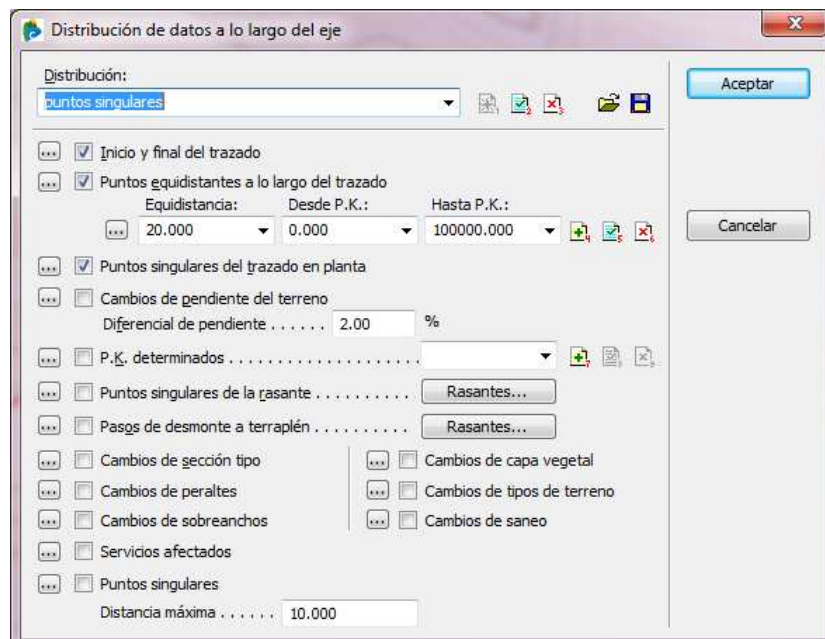 Distribución de datos a lo largo del eje
Distribución:
puntos singulares
Aceptar
Inicio y final del trazado
Puntos equidistantes a lo largo del trazado
Equidistancia: Desde P.K.: Hasta P.K.:
20.000 0.000 100000.000
Cancelar
Puntos singulares del trazado en planta
Cambios de pendiente del terreno
Diferencial de pendiente . . . . . . 2.00 %
P.K. determinados . . . . . . . . . . . . . . . . . . . . .
Puntos singulares de la rasante . . . . . . . . . . Rasantes...
Pasos de desmonte a terraplén . . . . . . . . . . Rasantes...
Cambios de sección tipo Cambios de capa vegetal
Cambios de peraltes Cambios de tipos de terreno
Cambios de sobreanchos Cambios de saneo
Servicios afectados
Puntos singulares
Distancia máxima . . . . . . 10.000